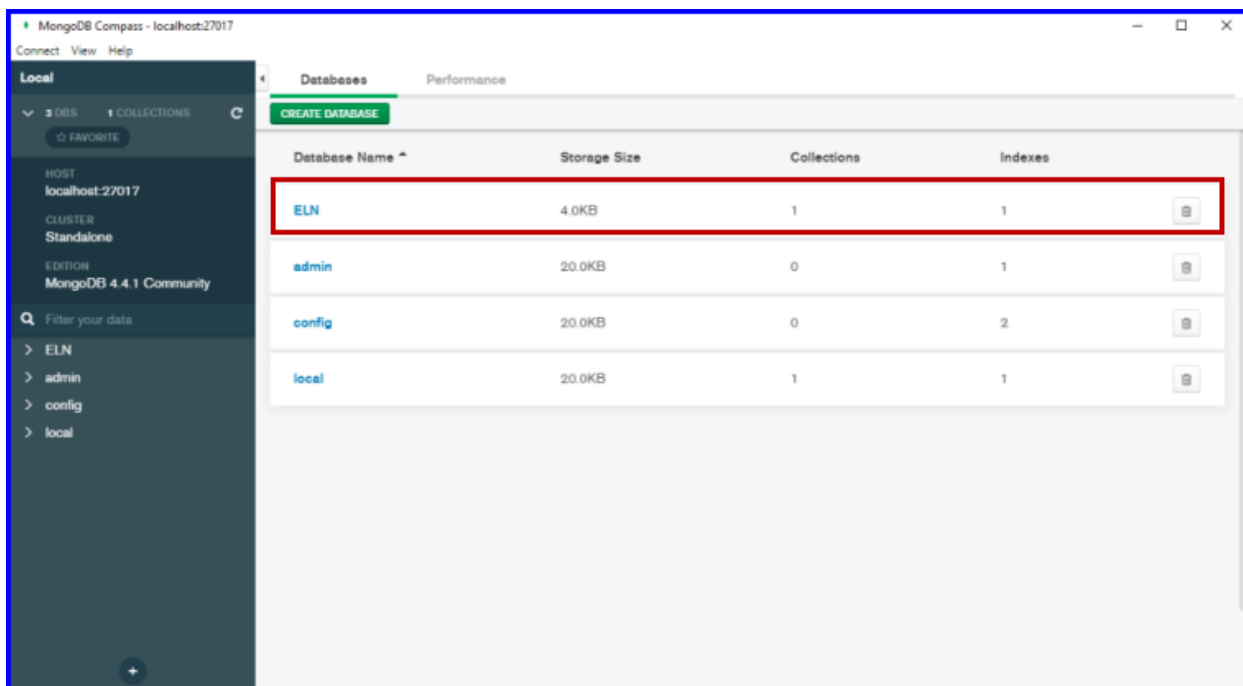 MongoDB Compass - localhost:27017
Connect View Help
Local
3 DBS 1 COLLECTIONS
☆ FAVORITE
HOST
localhost:27017
CLUSTER
Standalone
EDITION
MongoDB 4.4.1 Community
Filter your data
ELN
admin
config
local
Databases Performance
CREATE DATABASE
Database Name Storage Size Collections Indexes
ELN 4.0KB 1 1
admin 20.0KB 0 1
config 20.0KB 0 2
local 20.0KB 1 1